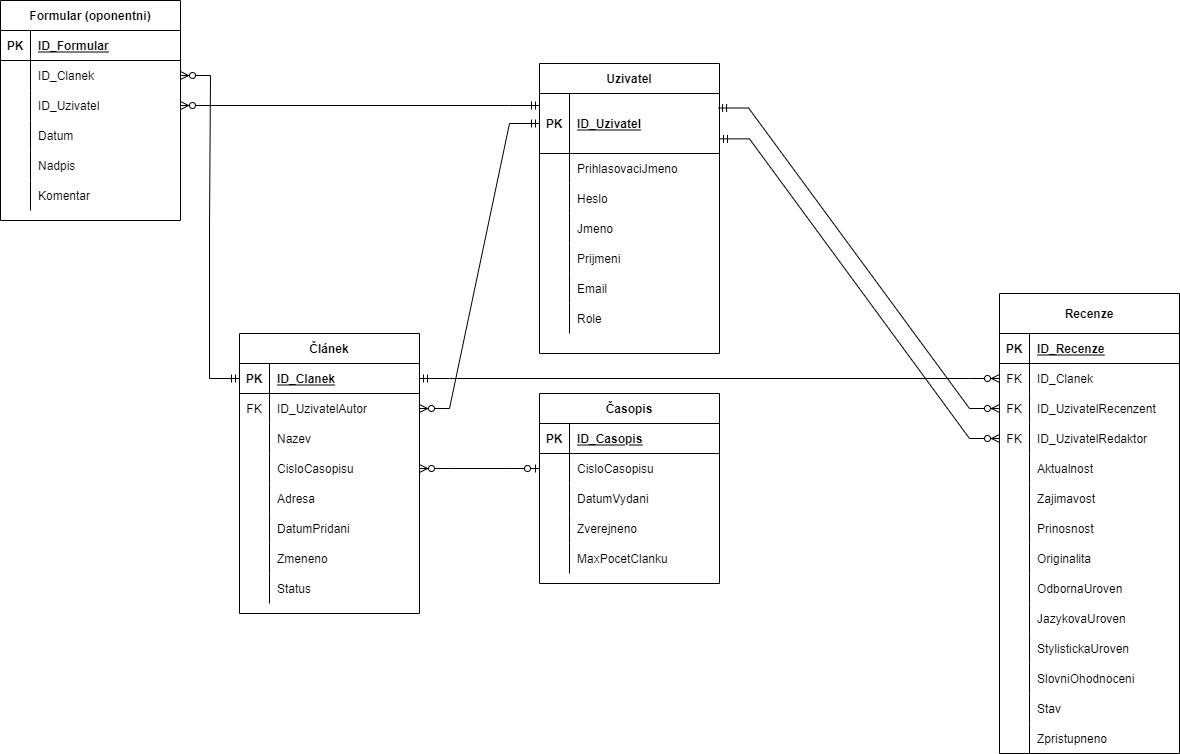 Formular (oponentni)
PK ID_Formular
ID_Clanek
ID_Uzivatel
Datum
Nadpis
Komentar
Uzivatel
PK ID_Uzivatel
PrihlasovaciJmeno
Heslo
Jmeno
Prijmeni
Email
Role
Článek
PK ID_Clanek
FK ID_UzivatelAutor
Nazev
CisloCasopisu
Adresa
DatumPridani
Zmeneno
Status
Časopis
PK ID_Casopis
CisloCasopisu
DatumVydani
Zverejneno
MaxPocetClanku
Recenze
PK ID_Recenze
FK ID_Clanek
FK ID_UzivatelRecenzent
FK ID_UzivatelRedaktor
Aktualnost
Zajimavost
Prinosnost
Originalita
OdbornaUroven
JazykovaUroven
StylistickaUroven
SlovniOhodnoceni
Stav
Zpristupneno